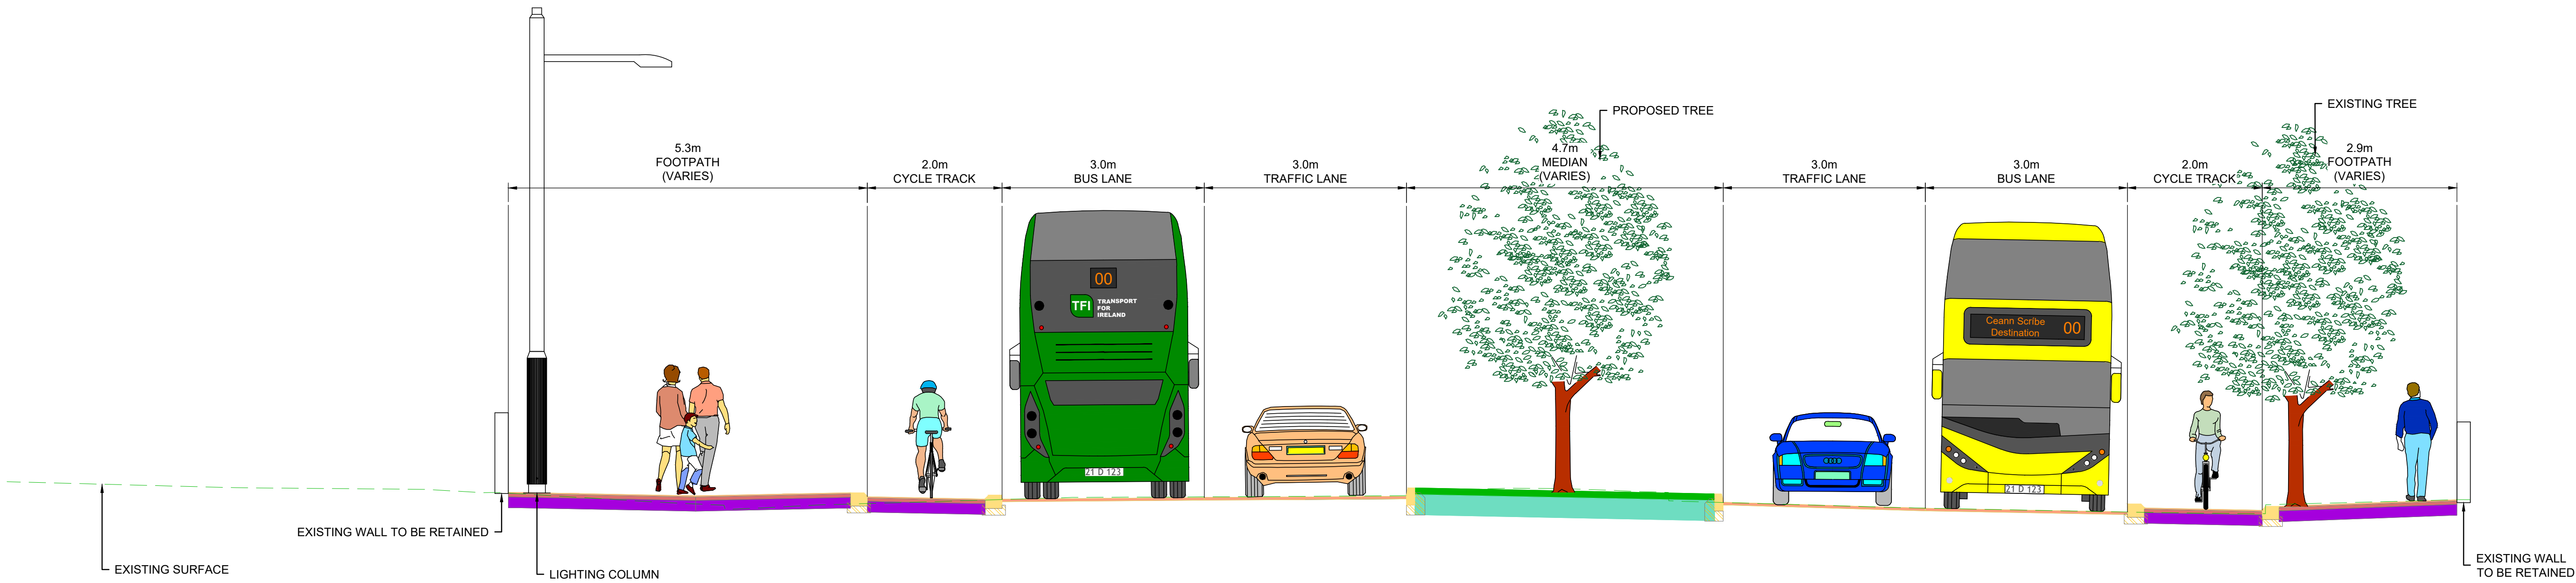 PROPOSED TREE
EXISTING TREE
5.3m
FOOTPATH
(VARIES)
2.0m
CYCLE TRACK
3.0m
BUS LANE
3.0m
TRAFFIC LANE
4.7m
MEDIAN
(VARIES)
3.0m
TRAFFIC LANE
3.0m
BUS LANE
2.0m
CYCLE TRACK
2.9m
FOOTPATH
(VARIES)
00
TFI
TRANSPORT
FOR
IRELAND
21 D 123
Ceann Scríbe
Destination
00
21 D 123
EXISTING WALL TO BE RETAINED
EXISTING SURFACE
LIGHTING COLUMN
EXISTING WALL
TO BE RETAINED